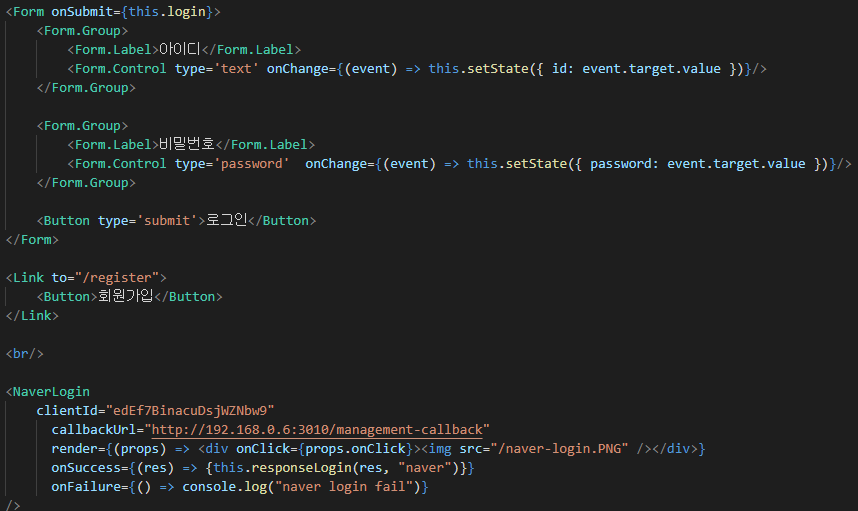 <Form onSubmit={this.login}>
<Form.Group>
<Form.Label>아이디</Form.Label>
<Form.Control type='text' onChange={(event) => this.setState({ id: event.target.value })}/>
</Form.Group>
<Form.Group>
<Form.Label>비밀번호</Form.Label>
<Form.Control type='password'  onChange={(event) => this.setState({ password: event.target.value })}/>
</Form.Group>
<Button type='submit'>로그인</Button>
</Form>
<Link to="/register">
<Button>회원가입</Button>
</Link>
<br/>
<NaverLogin
clientId="edEf7BinacuDsjWZNbw9"
callbackUrl="http://192.168.0.6:3010/management-callback"
render={(props) => <div onClick={props.onClick}><img src="/naver-login.PNG" /></div>}
onSuccess={(res) => {this.responseLogin(res, "naver")}}
onFailure={() => console.log("naver login fail")}
/>